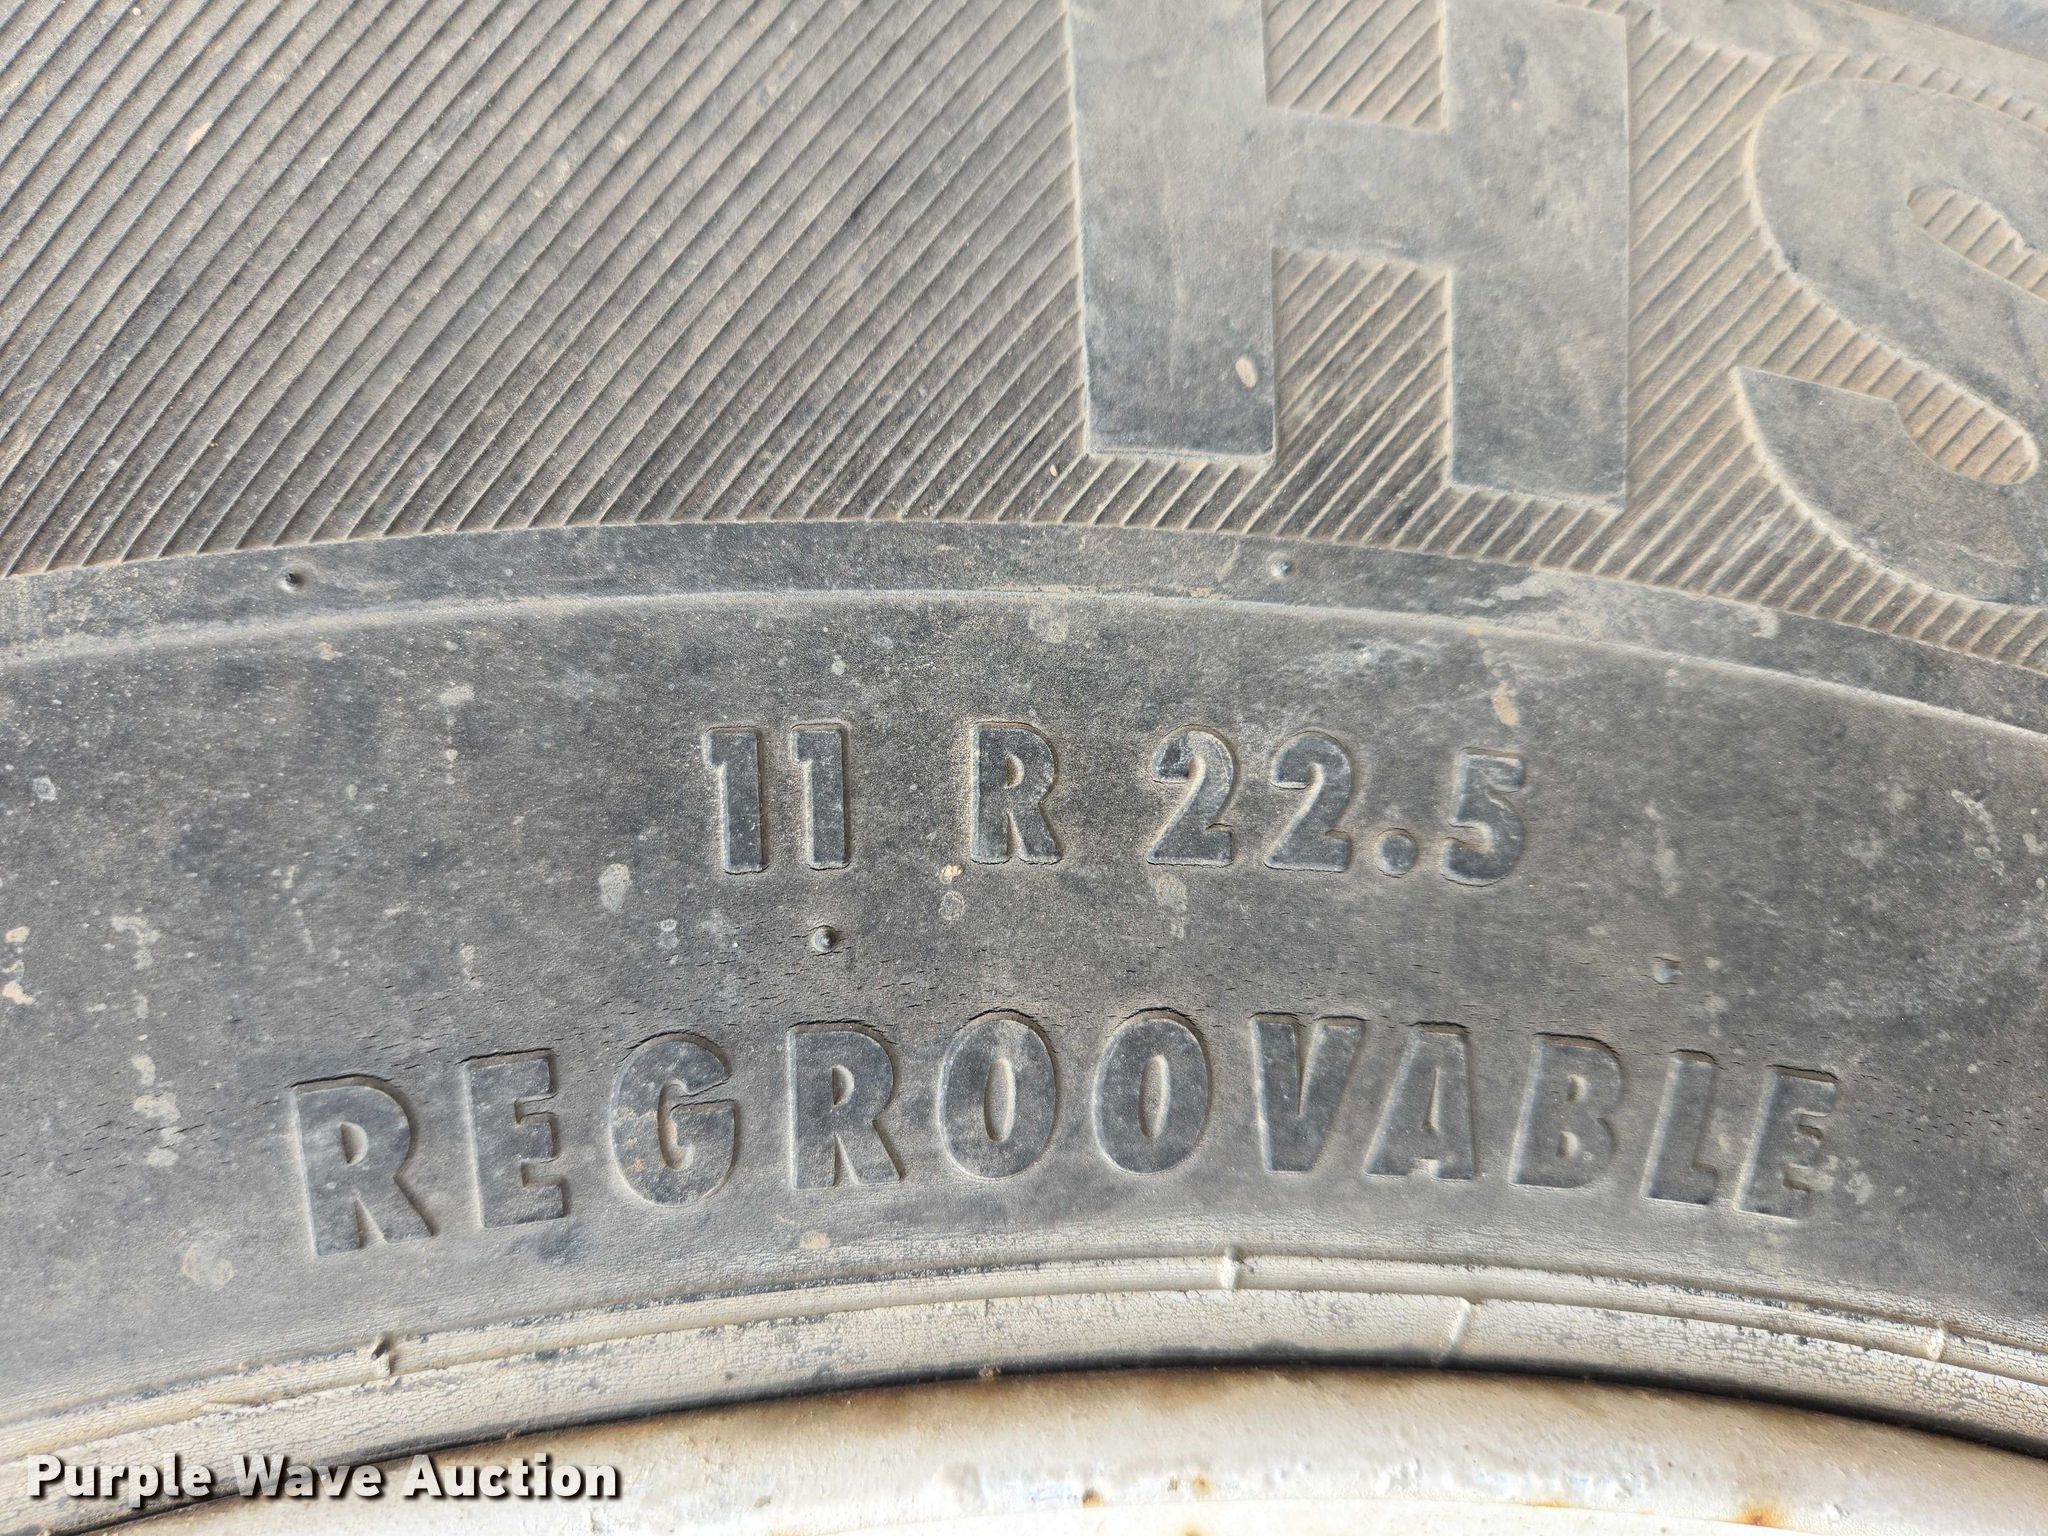 HS
11 R 22.5
REGROOVABLE
Purple Wave Auction